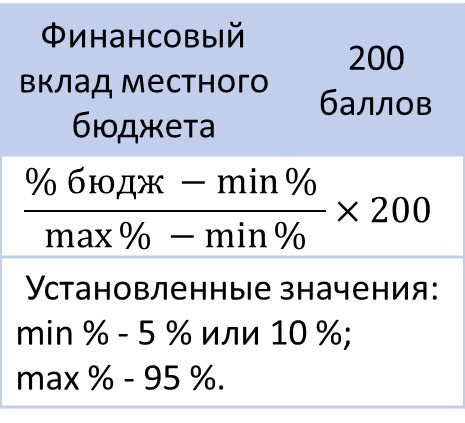 Финансовый
вклад местного
бюджета
200
баллов
% бюдж − min %
max % − min %
× 200
Установленные значения:
min % - 5 % или 10 %;
max % - 95 %.